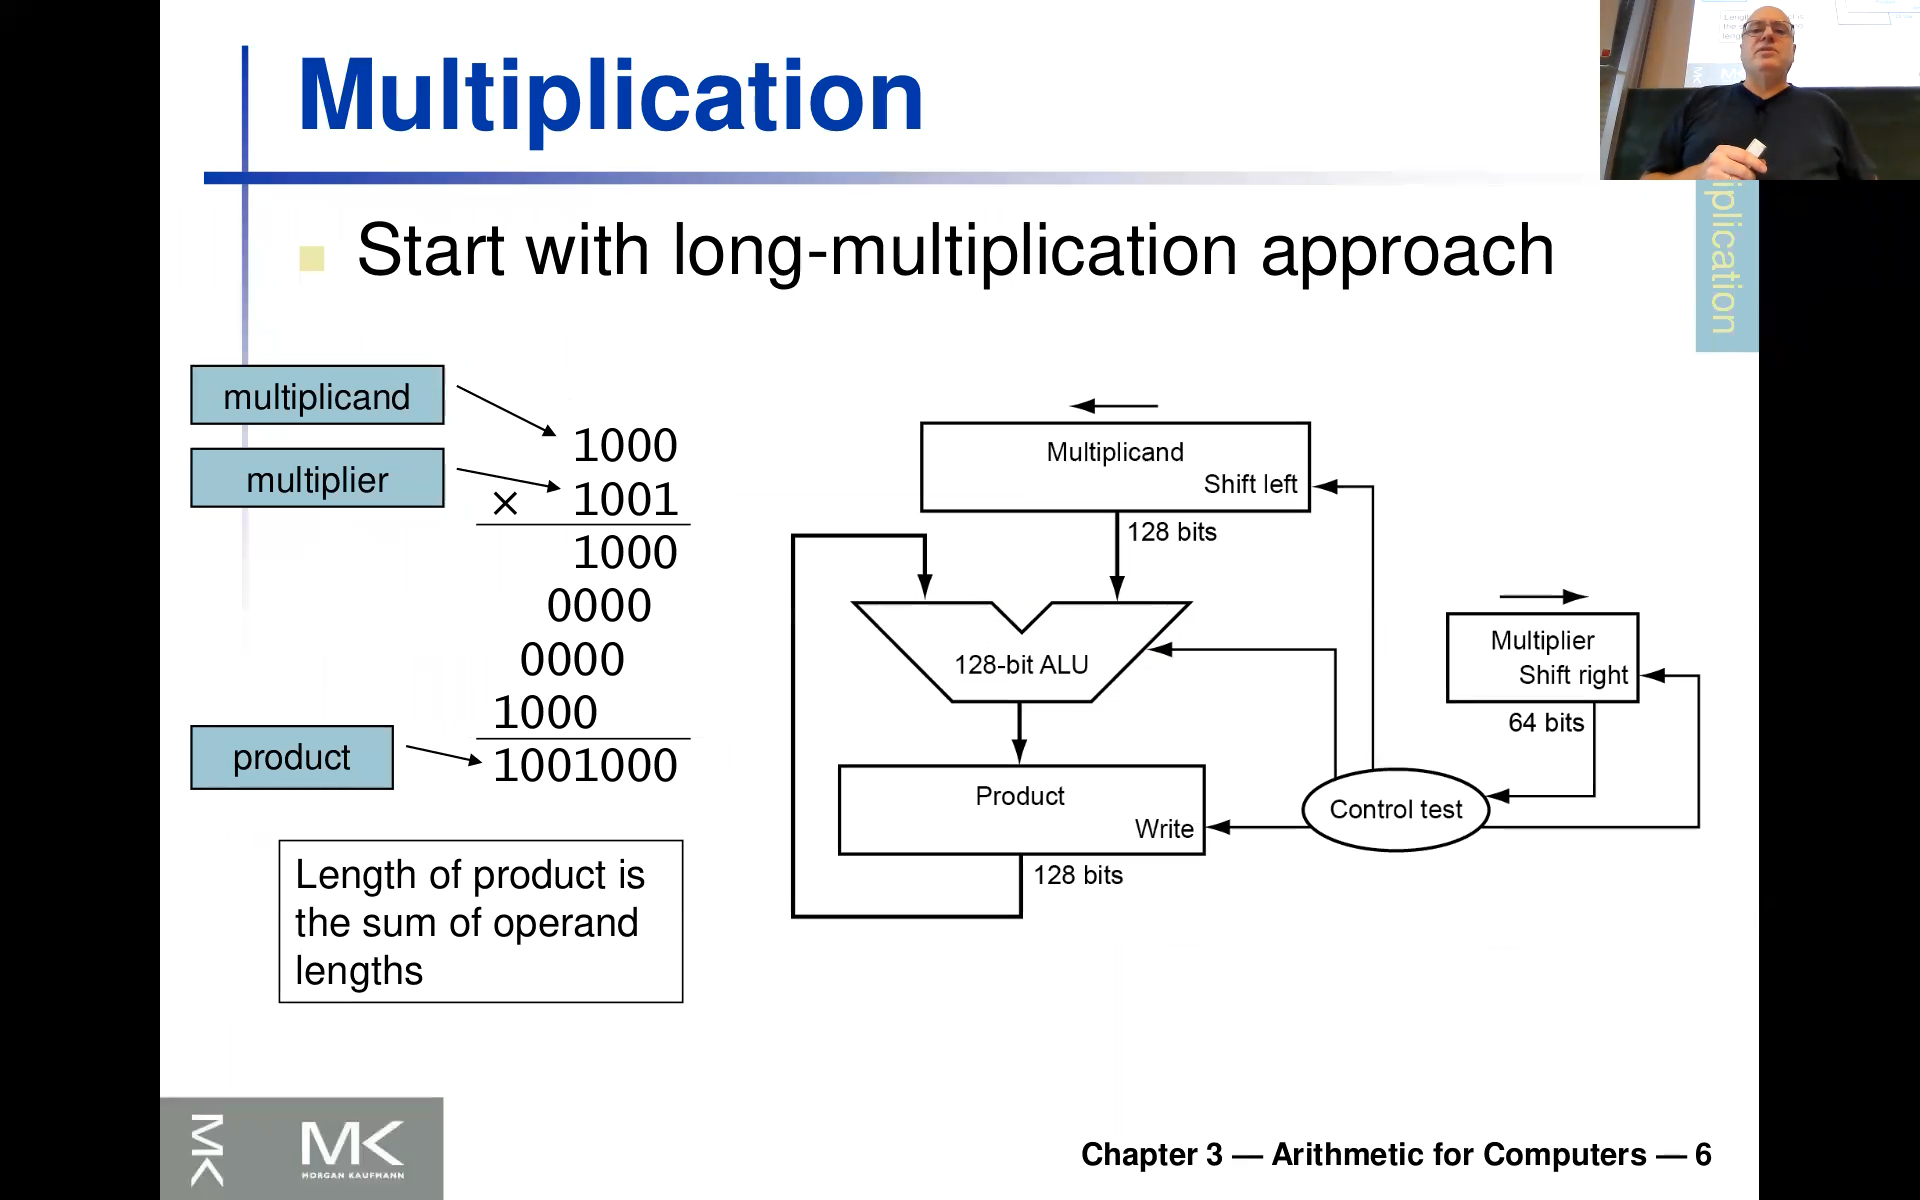 Multiplication
Start with long-multiplication approach
iplication
multiplicand
multiplier
1000
× 1001
1000
0000
0000
1000
product
1001000
Length of product is
the sum of operand
lengths
Multiplicand
Shift left
128 bits
128-bit ALU
Multiplier
Shift right
64 bits
Product
Write
128 bits
Control test
MK
MK
MORGAN KAUFMANN
Chapter 3 — Arithmetic for Computers — 6